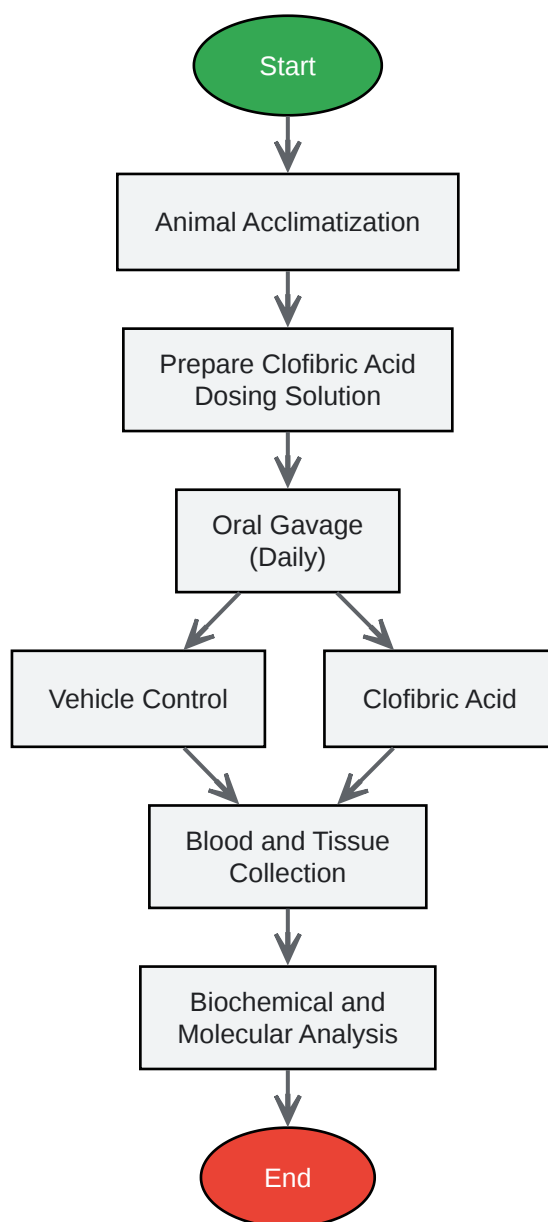 Start
Animal Acclimatization
Prepare Clofibric Acid
Dosing Solution
Oral Gavage
(Daily)
Vehicle Control
Clofibric Acid
Blood and Tissue
Collection
Biochemical and
Molecular Analysis
End